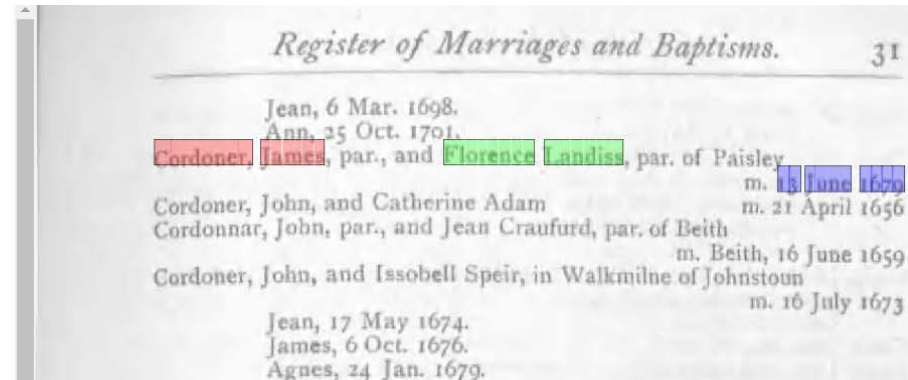 Register of Marriages and Baptisms. 31
Jean, 6 Mar. 1698.
Ann, 25 Oct. 1701.
Cordoner, James, par., and Florence Landiss, par. of Paisley
m. 13 June 1679
Cordoner, John, and Catherine Adam m. 21 April 1656
Cordonnar, John, par., and Jean Craufurd, par. of Beith
m. Beith, 16 June 1659
Cordoner, John, and Issobell Speir, in Walkmilne of Johnstoun
m. 16 July 1673
Jean, 17 May 1674.
James, 6 Oct. 1676.
Agnes, 24 Jan. 1679.